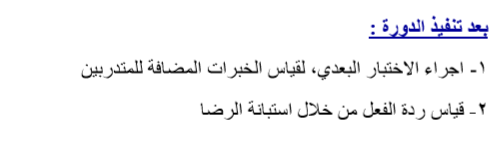 بعد تنفيذ الدورة :
١- اجراء الاختبار البعدي، لقياس الخبرات المضافة للمتدربين
٢- قياس ردة الفعل من خلال استبانة الرضا